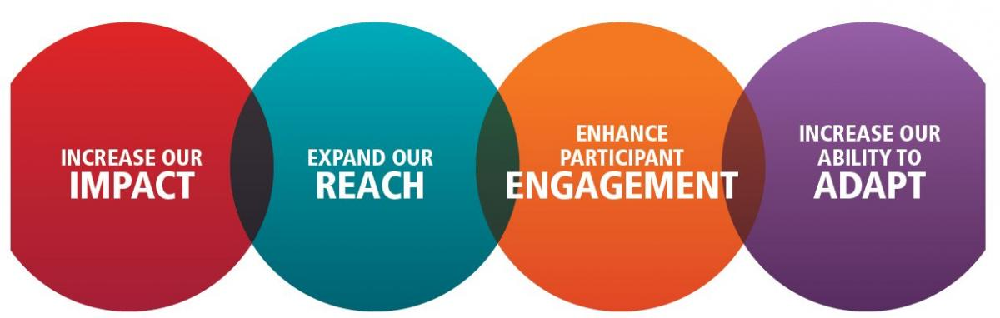 INCREASE OUR
IMPACT
EXPAND OUR
REACH
ENHANCE
PARTICIPANT
ENGAGEMENT
INCREASE OUR
ABILITY TO
ADAPT